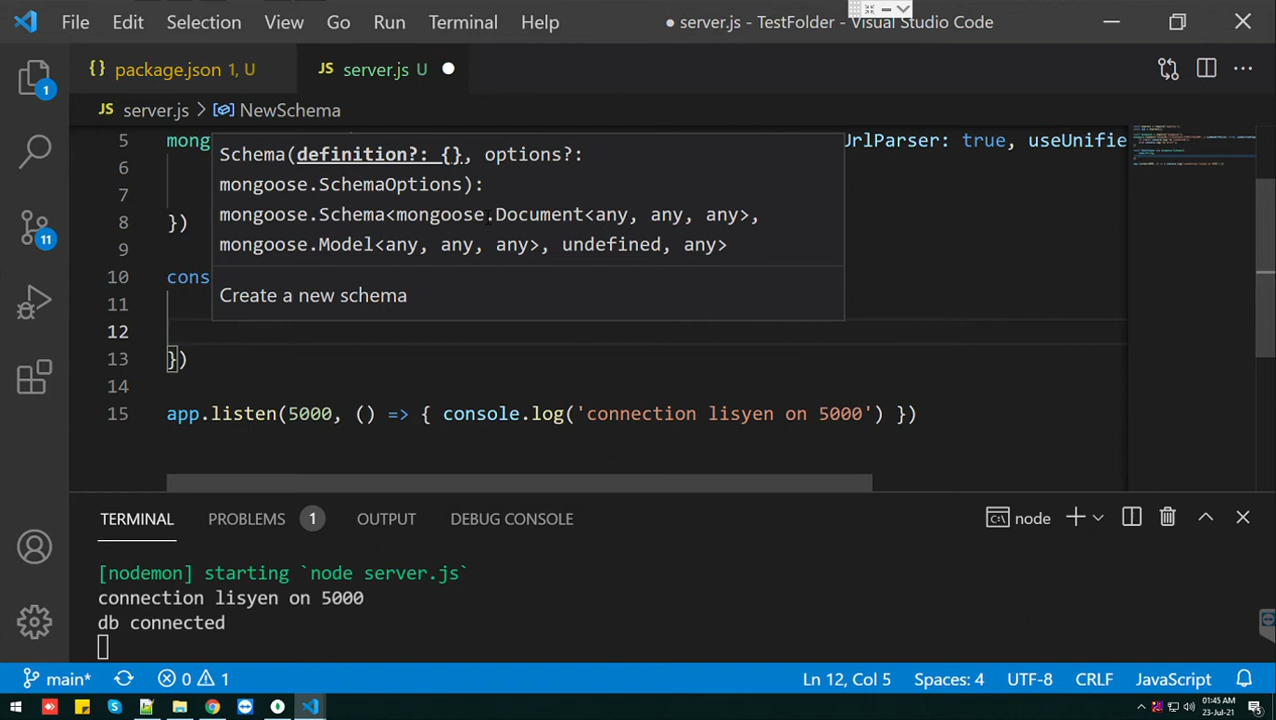 File Edit Selection View Go Run Terminal Help ● server.js - TestFolder - Visual Studio Code
{} package.json 1, U JS server.js U ●
JS server.js > NewSchema
5 mong UrlParser: true, useUnifie
Schema(definition?: {}, options?:
6
mongoose.SchemaOptions):
7
mongoose.Schema<mongoose.Document<any, any, any>,
8 })
mongoose.Model<any, any, any>, undefined, any>
9
10 cons
Create a new schema
11
12
13 })
14
15 app.listen(5000, () => { console.log('connection lisyen on 5000') })
TERMINAL PROBLEMS 1 OUTPUT DEBUG CONSOLE node
[nodemon] starting `node server.js`
connection lisyen on 5000
db connected
main* 0 1 Ln 12, Col 5 Spaces: 4 UTF-8 CRLF JavaScript
01:45 AM
23-Jul-21
1
11
5